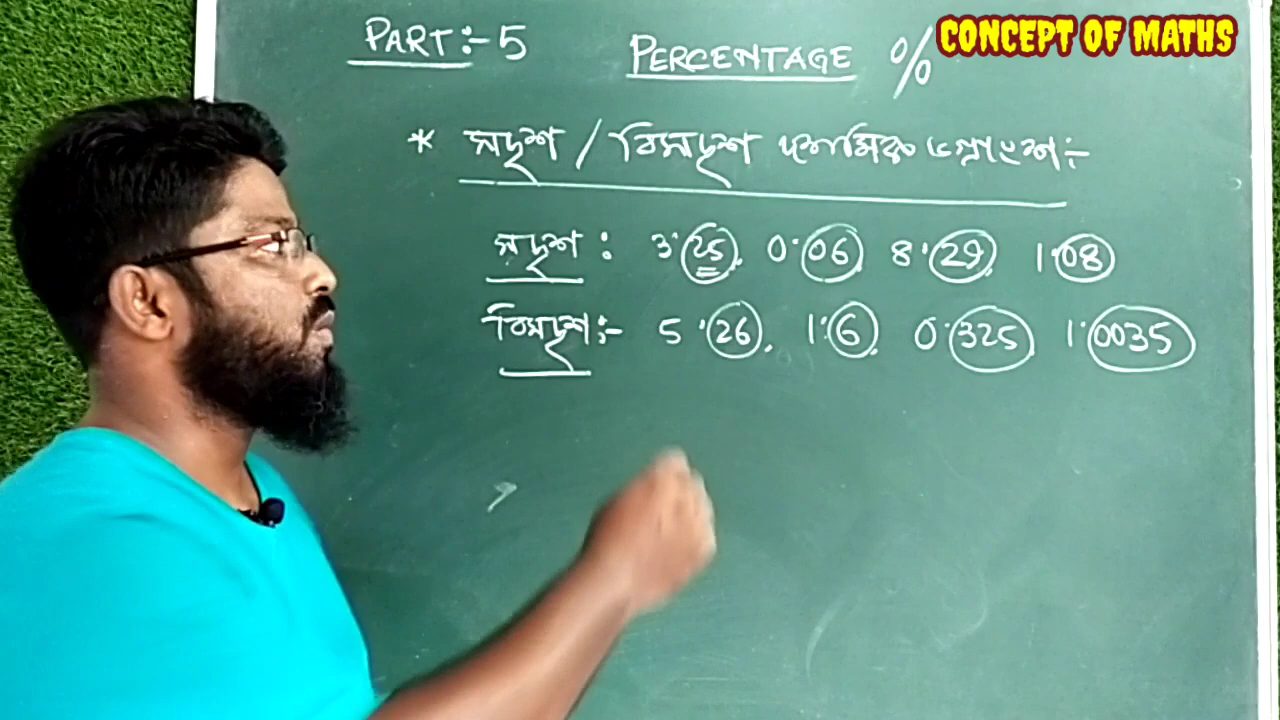 PART:- 5
PERCENTAGE %
CONCEPT OF MATHS
* সদৃশ / বিসদৃশ দশমিক ভগ্নাংশ:-
সদৃশ : 3·25, 0·06 8·29, 1·08
বিসদৃশ:- 5·26, 1·6, 0·325, 1·0035